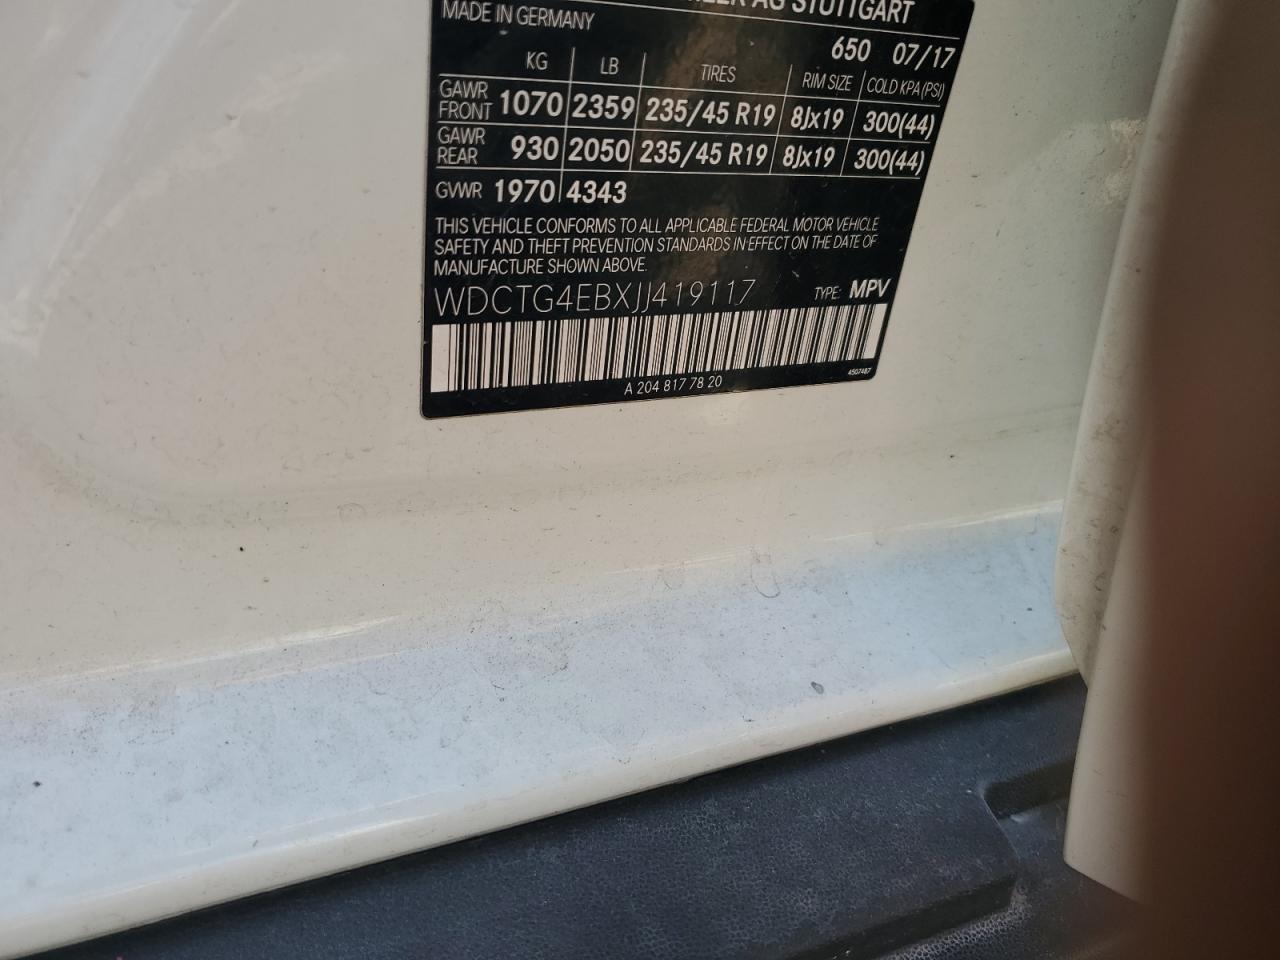 AG STUTTGART
MADE IN GERMANY
650 07/17
KG LB TIRES RIM SIZE COLD KPA(PSI)
GAWR FRONT 1070 2359 235/45 R19 8Jx19 300(44)
GAWR REAR 930 2050 235/45 R19 8Jx19 300(44)
GVWR 1970 4343
THIS VEHICLE CONFORMS TO ALL APPLICABLE FEDERAL MOTOR VEHICLE
SAFETY AND THEFT PREVENTION STANDARDS IN EFFECT ON THE DATE OF
MANUFACTURE SHOWN ABOVE.
WDCTG4EBXJJ419117 TYPE: MPV
A 204 817 78 20
4507487